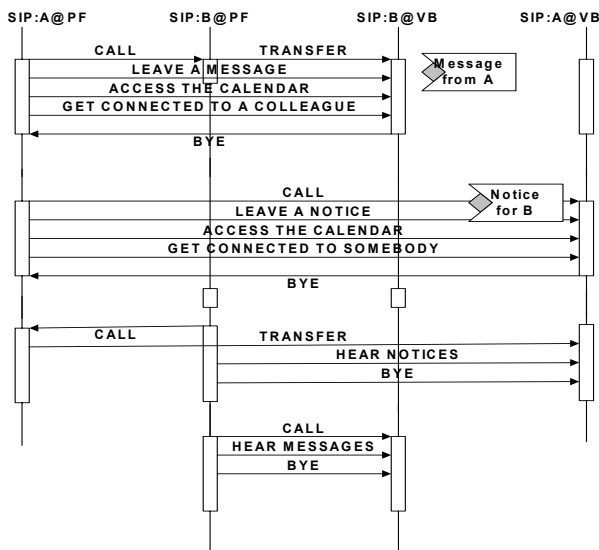 SIP:A@PF SIP:B@PF SIP:B@VB SIP:A@VB
CALL TRANSFER
LEAVE A MESSAGE
ACCESS THE CALENDAR
GET CONNECTED TO A COLLEAGUE
BYE
Message
from A
CALL
LEAVE A NOTICE
ACCESS THE CALENDAR
GET CONNECTED TO SOMEBODY
BYE
Notice
for B
CALL TRANSFER
HEAR NOTICES
BYE
CALL
HEAR MESSAGES
BYE